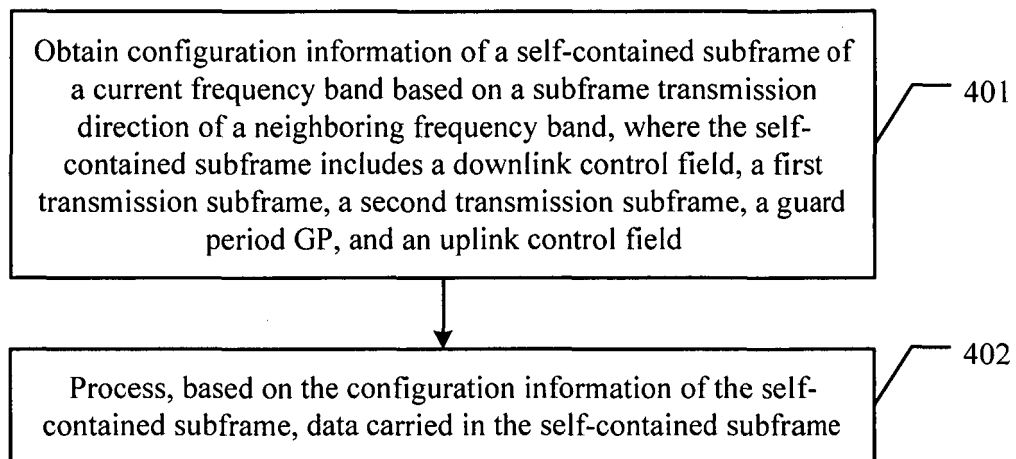 Obtain configuration information of a self-contained subframe of
a current frequency band based on a subframe transmission
direction of a neighboring frequency band, where the self-
contained subframe includes a downlink control field, a first
transmission subframe, a second transmission subframe, a guard
period GP, and an uplink control field
401
Process, based on the configuration information of the self-
contained subframe, data carried in the self-contained subframe
402